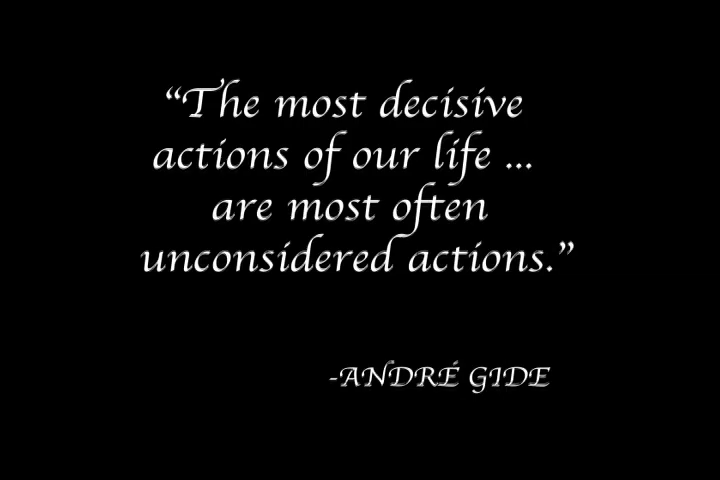 “The most decisive
actions of our life ...
are most often
unconsidered actions.”
-ANDRÉ GIDE